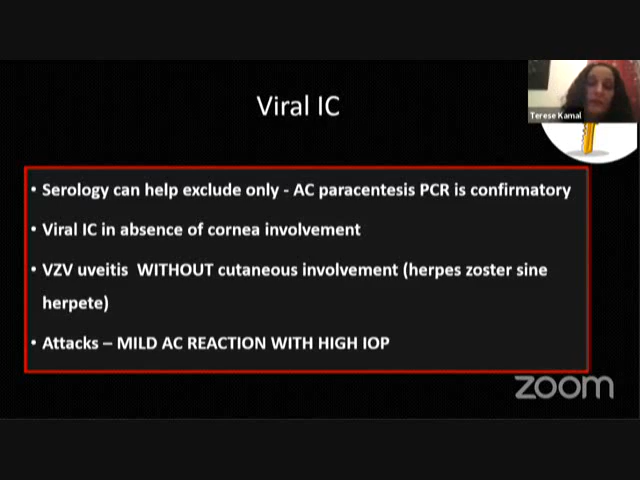 Viral IC
Terese Kamal
• Serology can help exclude only - AC paracentesis PCR is confirmatory
• Viral IC in absence of cornea involvement
• VZV uveitis WITHOUT cutaneous involvement (herpes zoster sine
herpete)
• Attacks – MILD AC REACTION WITH HIGH IOP
zoom